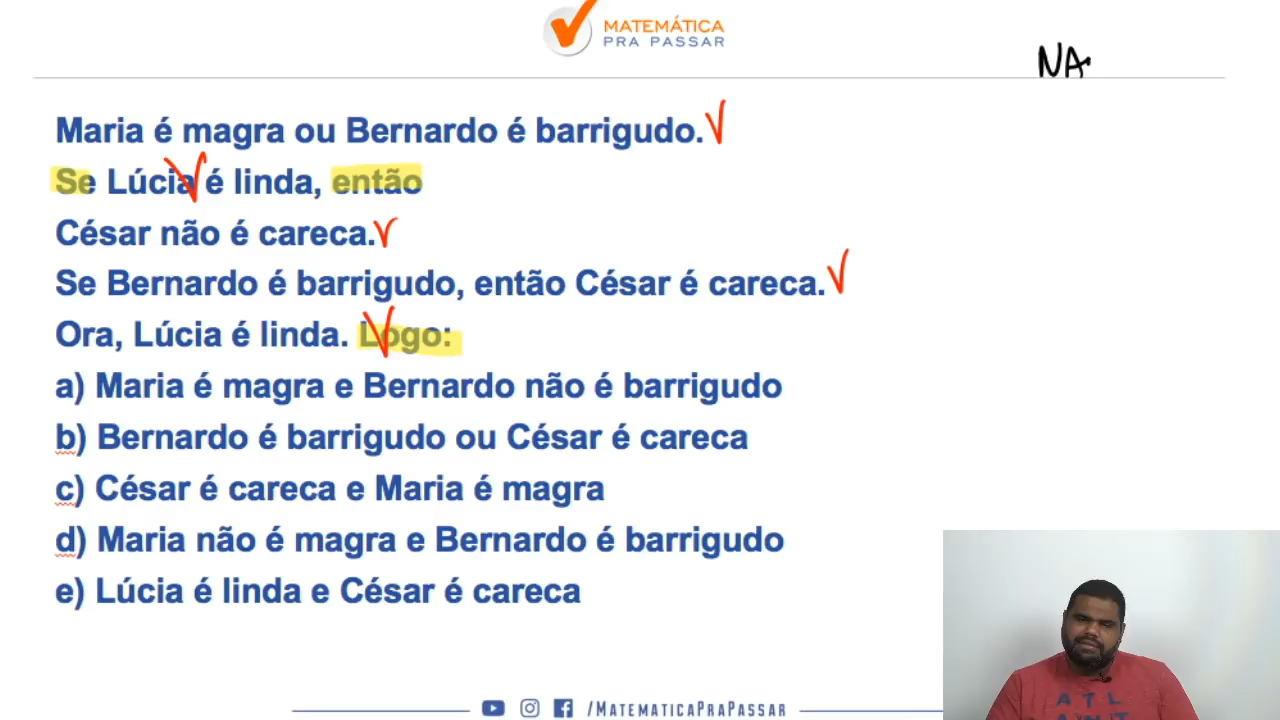 MATEMÁTICA
PRA PASSAR
NA
Maria é magra ou Bernardo é barrigudo.
Se Lúcia é linda, então
César não é careca.
Se Bernardo é barrigudo, então César é careca.
Ora, Lúcia é linda. Logo:
a) Maria é magra e Bernardo não é barrigudo
b) Bernardo é barrigudo ou César é careca
c) César é careca e Maria é magra
d) Maria não é magra e Bernardo é barrigudo
e) Lúcia é linda e César é careca
/MATEMATICAPRAPASSAR